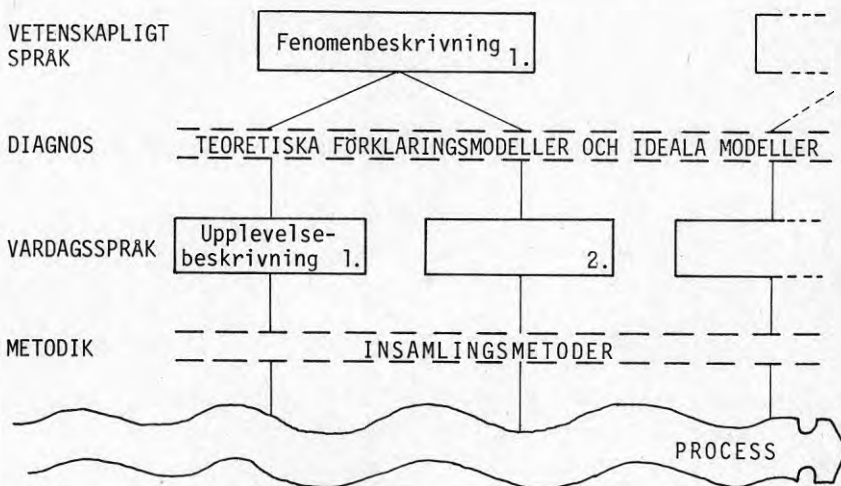 VETENSKAPLIGT
SPRÅK
Fenomenbeskrivning 1.
DIAGNOS
TEORETISKA FÖRKLARINGSMODELLER OCH IDEALA MODELLER
VARDAGSSPRÅK
Upplevelse-
beskrivning 1.
2.
METODIK
INSAMLINGSMETODER
PROCESS